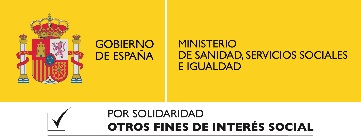 GOBIERNO
DE ESPAÑA
MINISTERIO
DE SANIDAD, SERVICIOS SOCIALES
E IGUALDAD
POR SOLIDARIDAD
OTROS FINES DE INTERÉS SOCIAL